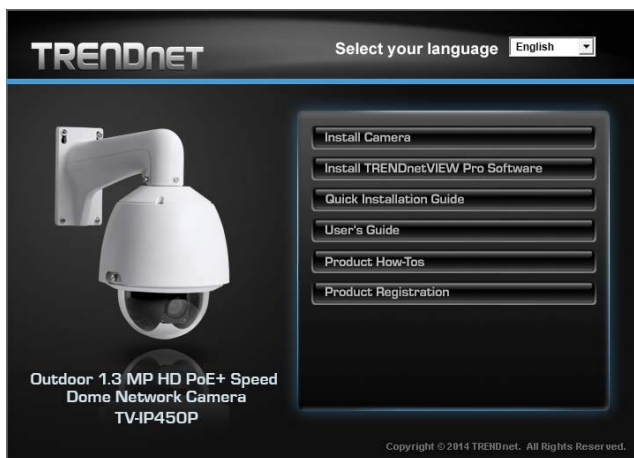 TRENDNET
Select your language English
Install Camera
Install TRENDnetVIEW Pro Software
Quick Installation Guide
User's Guide
Product How-Tos
Product Registration
Outdoor 1.3 MP HD PoE+ Speed
Dome Network Camera
TV-IP450P
Copyright © 2014 TRENDnet. All Rights Reserved.